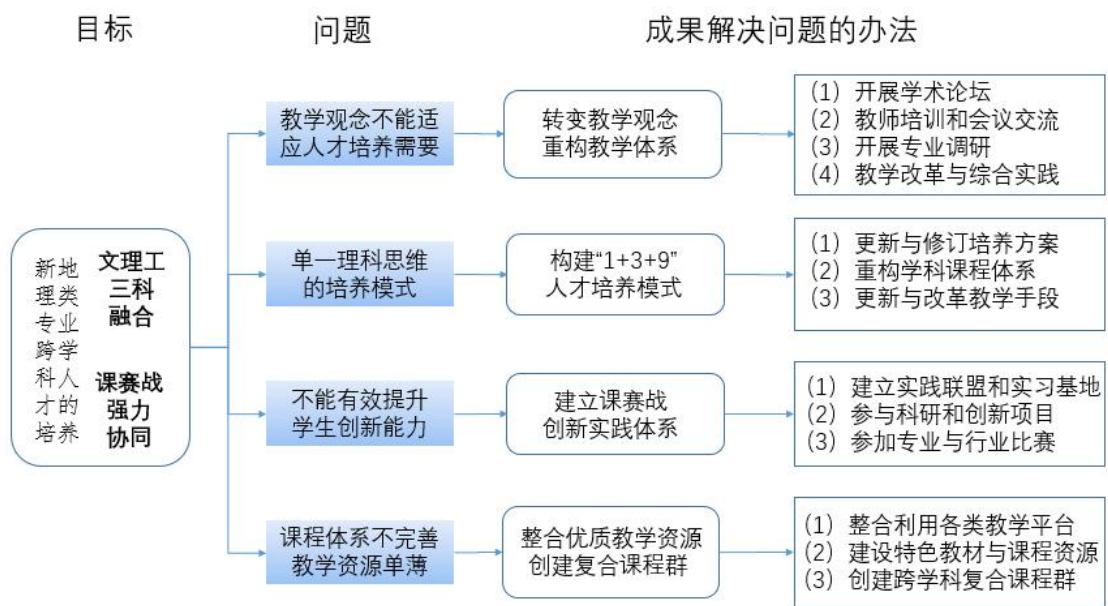 目标
问题
成果解决问题的办法
新地
理类
专业
跨学
科人
才的
培养
文理工
三科
融合
课赛战
强力
协同
教学观念不能适
应人才培养需要
转变教学观念
重构教学体系
(1) 开展学术论坛
(2) 教师培训和会议交流
(3) 开展专业调研
(4) 教学改革与综合实践
单一理科思维
的培养模式
构建“1+3+9”
人才培养模式
(1) 更新与修订培养方案
(2) 重构学科课程体系
(3) 更新与改革教学手段
不能有效提升
学生创新能力
建立课赛战
创新实践体系
(1) 建立实践联盟和实习基地
(2) 参与科研和创新项目
(3) 参加专业与行业比赛
课程体系不完善
教学资源单薄
整合优质教学资源
创建复合课程群
(1) 整合利用各类教学平台
(2) 建设特色教材与课程资源
(3) 创建跨学科复合课程群